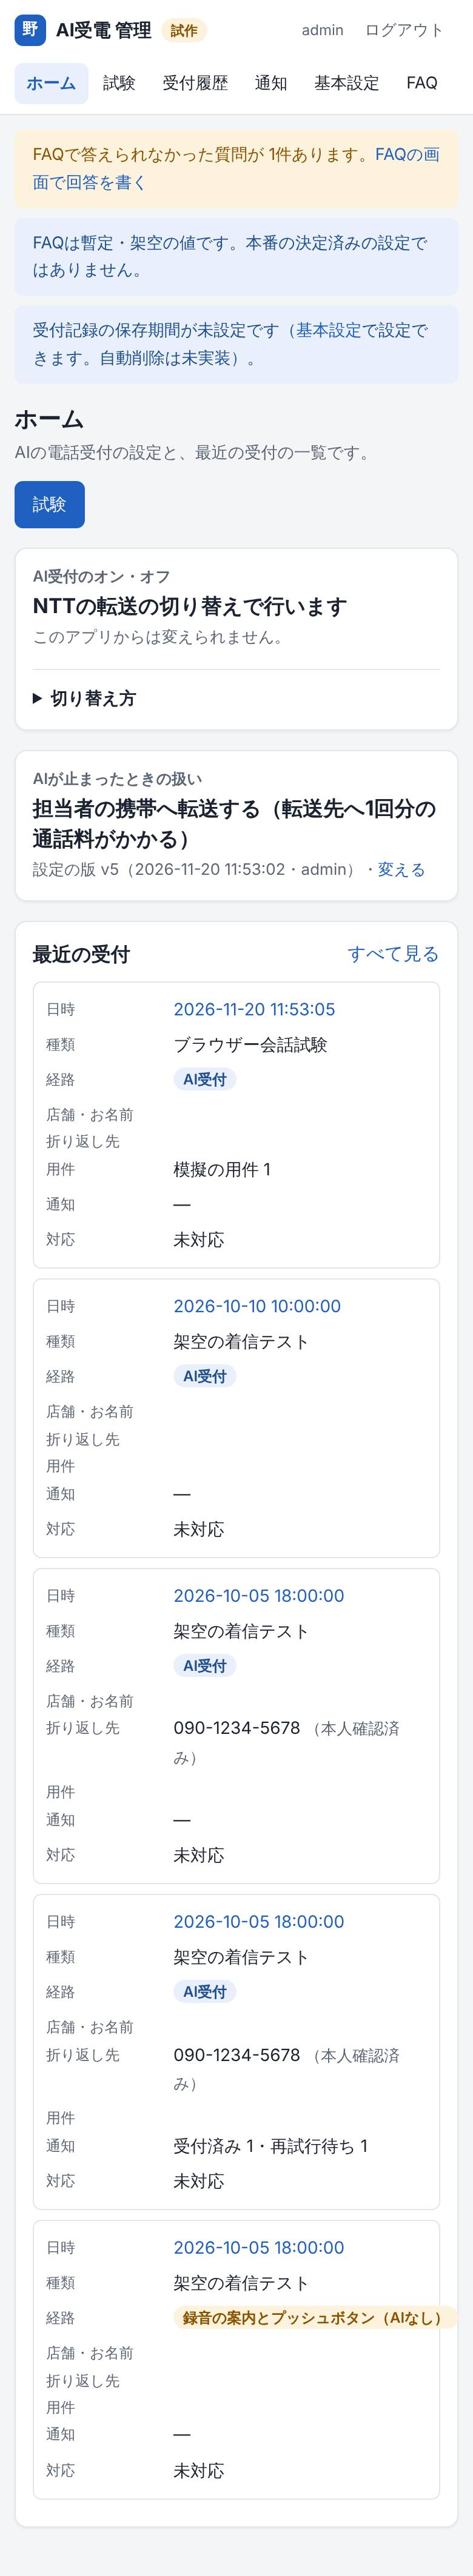 野 AI受電 管理 試作 admin ログアウト
ホーム 試験 受付履歴 通知 基本設定 FAQ
FAQで答えられなかった質問が 1件あります。FAQの画
面で回答を書く
FAQは暫定・架空の値です。本番の決定済みの設定で
はありません。
受付記録の保存期間が未設定です（基本設定で設定で
きます。自動削除は未実装）。
ホーム
AIの電話受付の設定と、最近の受付の一覧です。
試験
AI受付のオン・オフ
NTTの転送の切り替えで行います
このアプリからは変えられません。
▶ 切り替え方
AIが止まったときの扱い
担当者の携帯へ転送する（転送先へ1回分の
通話料がかかる）
設定の版 v5（2026-11-20 11:53:02・admin）・変える
最近の受付 すべて見る
日時 2026-11-20 11:53:05
種類 ブラウザー会話試験
経路 AI受付
店舗・お名前
折り返し先
用件 模擬の用件 1
通知 —
対応 未対応
日時 2026-10-10 10:00:00
種類 架空の着信テスト
経路 AI受付
店舗・お名前
折り返し先
用件
通知 —
対応 未対応
日時 2026-10-05 18:00:00
種類 架空の着信テスト
経路 AI受付
店舗・お名前
折り返し先 090-1234-5678 （本人確認済
み）
用件
通知 —
対応 未対応
日時 2026-10-05 18:00:00
種類 架空の着信テスト
経路 AI受付
店舗・お名前
折り返し先 090-1234-5678 （本人確認済
み）
用件
通知 受付済み 1・再試行待ち 1
対応 未対応
日時 2026-10-05 18:00:00
種類 架空の着信テスト
経路 録音の案内とプッシュボタン（AIなし）
店舗・お名前
折り返し先
用件
通知 —
対応 未対応